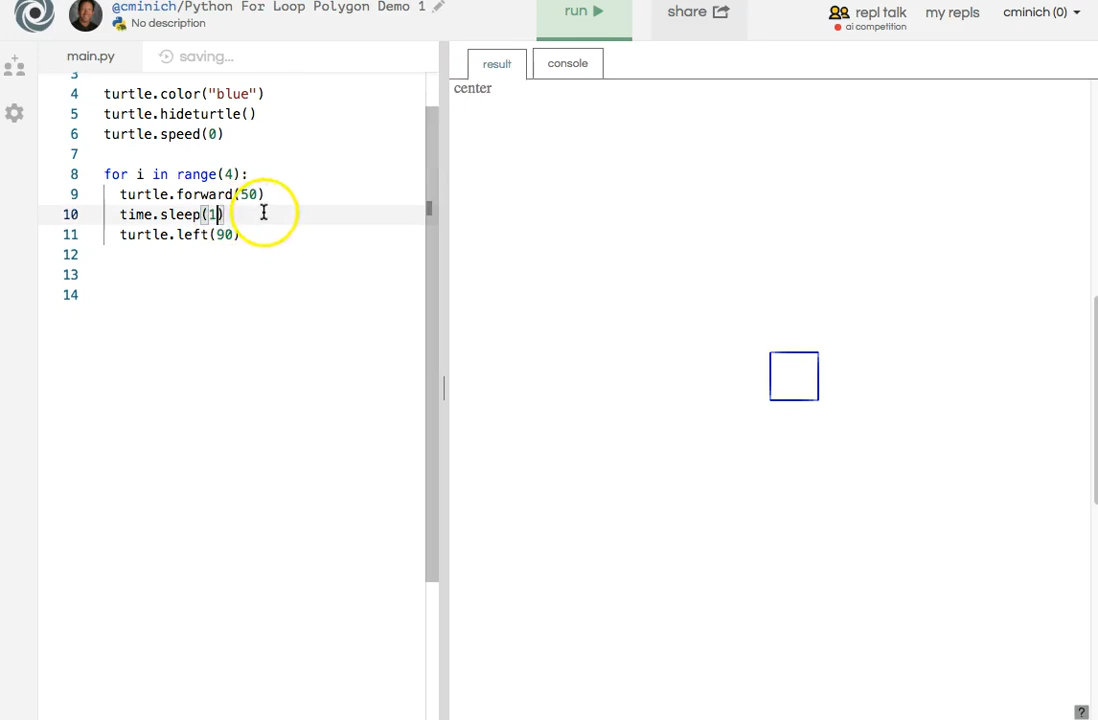 @cminich/Python For Loop Polygon Demo 1
No description
run
share
repl talk
ai competition
my repls
cminich (0)
main.py
saving...
result
console
center
3
4 turtle.color("blue")
5 turtle.hideturtle()
6 turtle.speed(0)
7
8 for i in range(4):
9 turtle.forward(50)
10 time.sleep(1)
11 turtle.left(90)
12
13
14
?